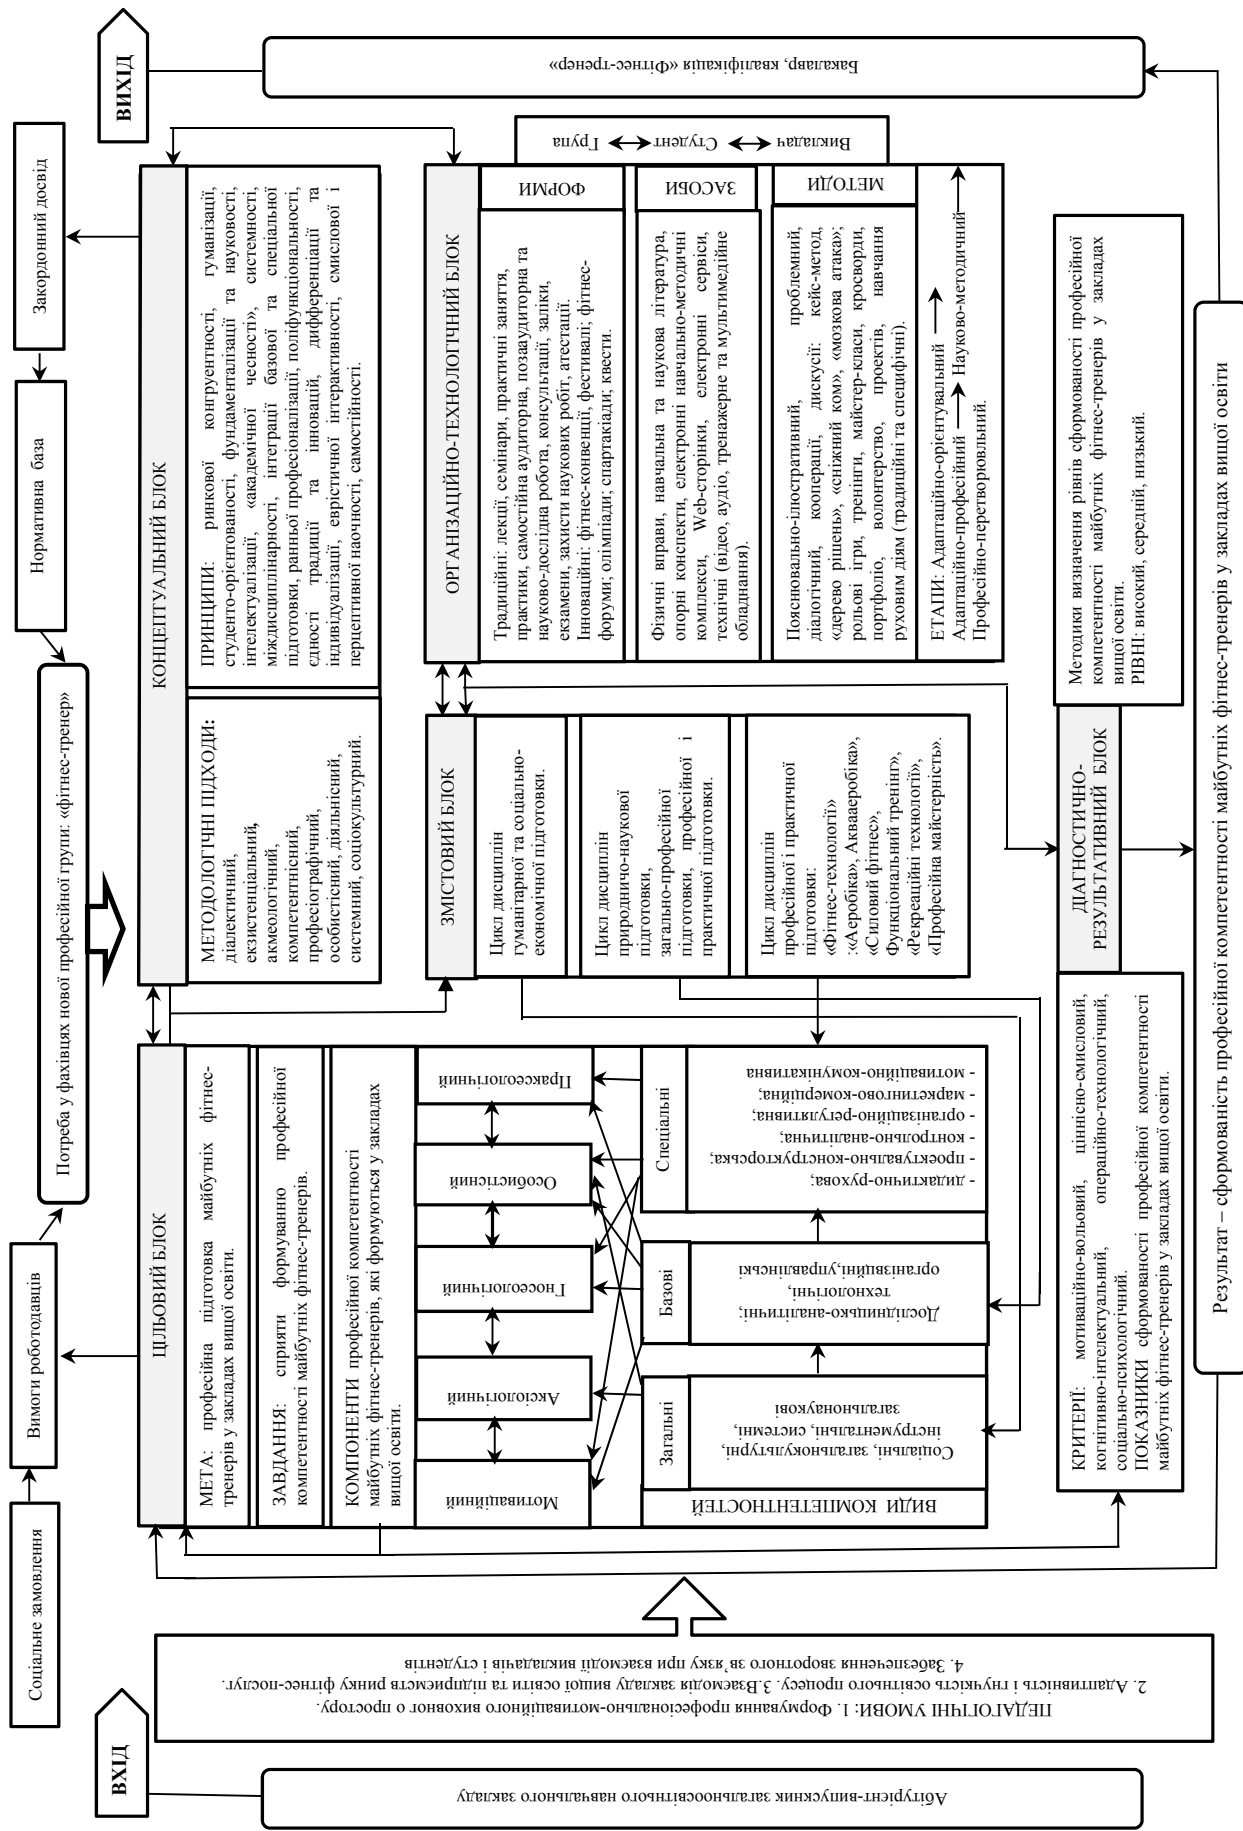 Соціальне замовлення
Вимоги роботодавців
Потреба у фахівцях нової професійної групи: «фітнес-тренер»
Нормативна база
Закордонний досвід
ВХІД
ВИХІД
Абітурієнт-випускник загальноосвітнього навчального закладу
ПЕДАГОГІЧНІ УМОВИ: 1. Формування професіонально-мотиваційного виховного о простору.
2. Адаптивність і гнучкість освітнього процесу. 3.Взаємодія закладу вищої освіти та підприємств ринку фітнес-послуг.
4. Забезпечення зворотного зв’язку при взаємодії викладачів і студентів
ЦІЛЬОВИЙ БЛОК
МЕТА: професійна підготовка майбутніх фітнес-
тренерів у закладах вищої освіти.
ЗАВДАННЯ: сприяти формуванню професійної
компетентності майбутніх фітнес-тренерів.
КОМПОНЕНТИ професійної компетентності
майбутніх фітнес-тренерів, які формуються у закладах
вищої освіти.
Мотиваційний
Аксіологічний
Гносеологічний
Особистісний
Праксеологічний
ВИДИ КОМПЕТЕНТНОСТЕЙ
Загальні
Соціальні, загальнокультурні,
інструментальні, системні,
загальнонаукові
Базові
Дослідницько-аналітичні;
технологічні,
організвційні,управлінські
Спеціальні
- дидактично-рухова;
- проектувально-конструкторська;
- контрольно-аналітична;
- організаційно-регулятивна;
- маркетингово-комерційна;
- мотиваційно-комунікативна
КОНЦЕПТУАЛЬНИЙ БЛОК
МЕТОДОЛОГІЧНІ ПІДХОДИ:
діалектичний,
екзистенціальний,
акмеологічний,
компетентнісний,
професіографічний,
особистісний, діяльнісний,
системний, соціокультурний.
ПРИНЦИПИ: ринкової конгруентності, гуманізації,
студенто-орієнтованості, фундаменталізації та науковості,
інтелектуалізації, «академічної чесності», системності,
міждисциплінарності, інтеграції базової та спеціальної
підготовки, ранньої професіоналізації, поліфункціональності,
єдності традиції та інновацій, дифференціації та
індивідуалізації, еврістичної інтерактивності, смислової і
перцептивної наочності, самостійності.
ЗМІСТОВИЙ БЛОК
Цикл дисциплін
гуманітарної та соціально-
економічної підготовки.
Цикл дисциплін
природничо-наукової
підготовки,
загально-професійної
підготовки, професійної і
практичної підготовки.
Цикл дисциплін
професійної і практичної
підготовки:
«Фітнес-технології»
:«Аеробіка», Аквааеробіка»,
«Силовий фітнес»,
Функціональний тренінг»,
«Рекреаційні технології»,
«Професійна майстерність».
ОРГАНІЗАЦІЙНО-ТЕХНОЛОГІЧНИЙ БЛОК
Традиційні: лекції, семінари, практичні заняття,
практики, самостійна аудиторна, позааудиторна та
науково-дослідна робота, консультації, заліки,
екзамени, захисти наукових робіт, атестації.
Інноваційні: фітнес-конвенції, фестивалі; фітнес-
форуми; олімпіади; спартакіади; квести.
ФОРМИ
Фізичні вправи, навчальна та наукова література,
опорні конспекти, електронні навчально-методичні
комплекси, Web-сторінки, електронні сервіси,
технічні (відео, аудіо, тренажерне та мультимедійне
обладнання).
ЗАСОБИ
Пояснювально-ілюстративний, проблемний,
діалогічний, кооперації, дискусії: кейс-метод,
«дерево рішень», «сніжний ком», «мозкова атака»;
рольові ігри, тренінги, майстер-класи, кросворди,
портфоліо, волонтерство, проектів, навчання
руховим діям (традиційні та специфічні).
МЕТОДИ
ЕТАПИ: Адаптаційно-орієнтувальний
Адаптаційно-професійний Науково-методичний
Професійно-перетворювльний.
Викладач Студент Група
ДІАГНОСТИЧНО-
РЕЗУЛЬТАТИВНИЙ БЛОК
КРИТЕРІЇ: мотиваційно-вольовий, ціннісно-смисловий,
когнітивно-інтелектуальний, операційно-технологічний,
соціально-психологічний.
ПОКАЗНИКИ сформованості професійної компетентності
майбутніх фітнес-тренерів у закладах вищої освіти.
Методики визначення рівнів сформованості професійної
компетентності майбутніх фітнес-тренерів у закладах
вищої освіти.
РІВНІ: високий, середній, низький.
Результат – сформованість професійної компетентності майбутніх фітнес-тренерів у закладах вищої освіти
Бакалавр, кваліфікація «Фітнес-тренер»